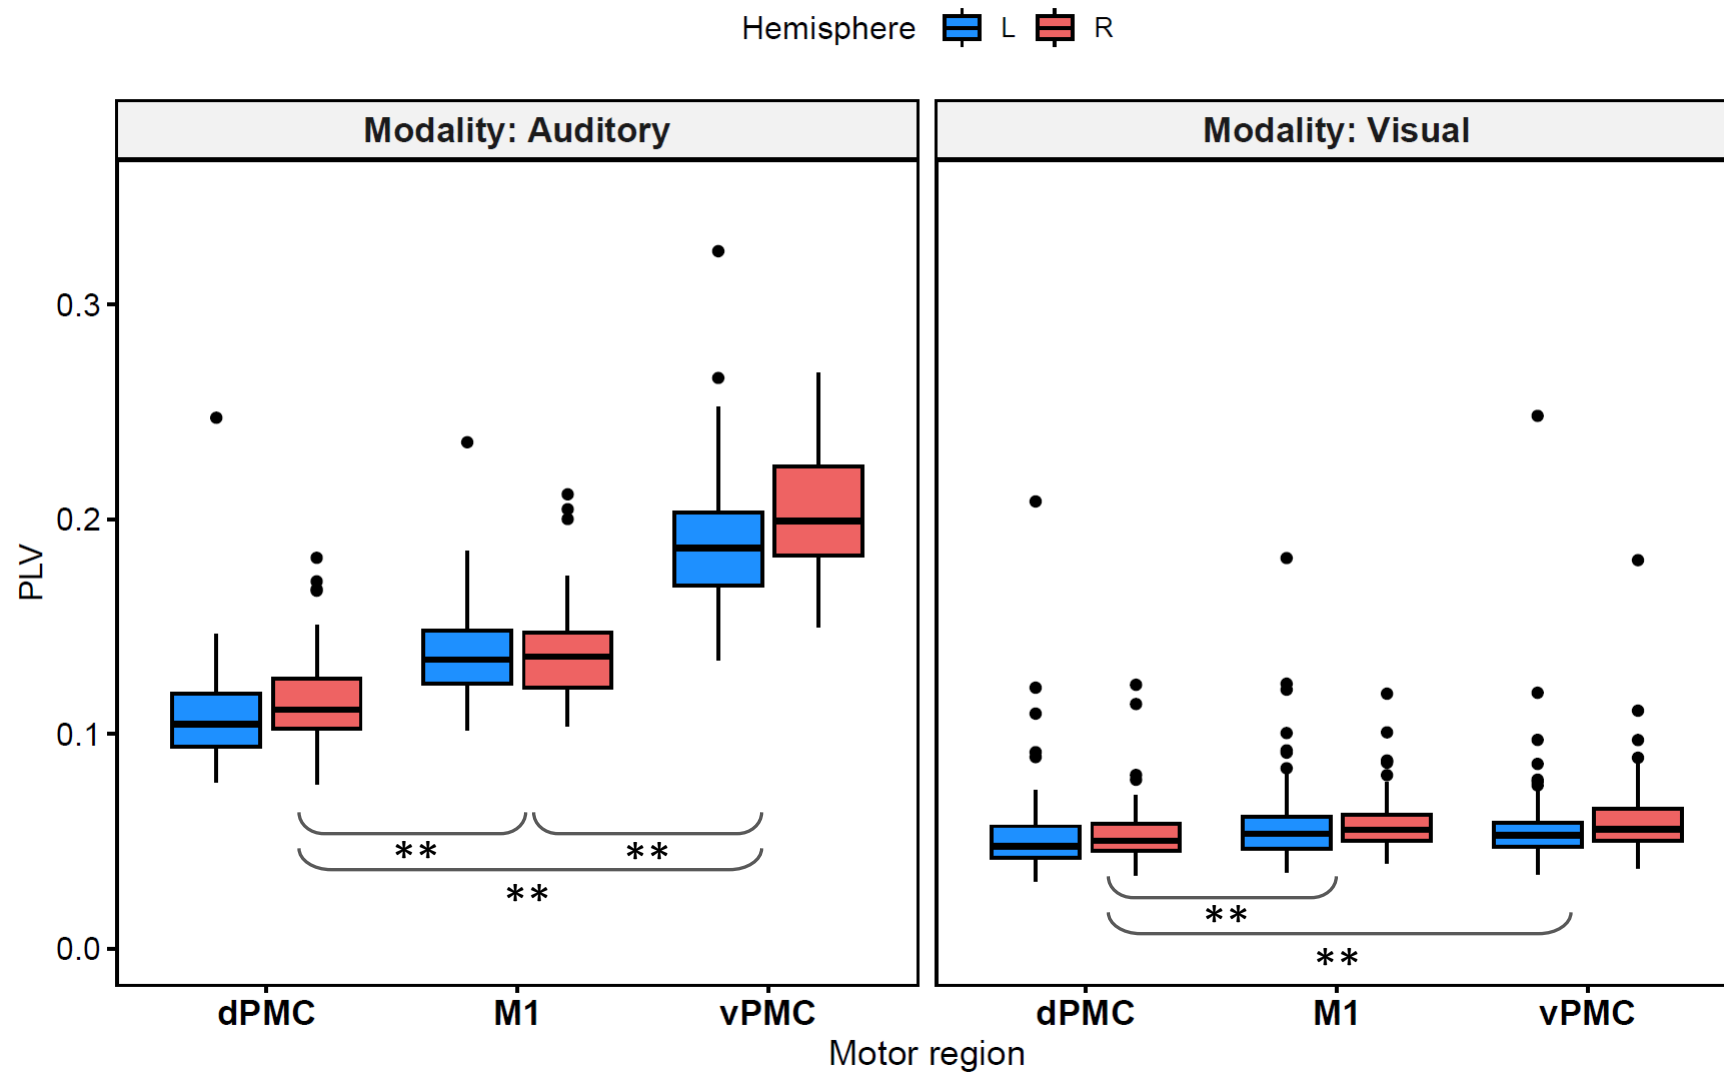 Hemisphere L R
Modality: Auditory
Modality: Visual
PLV
0.3
0.2
0.1
0.0
** **
**
**
**
dPMC M1 vPMC
dPMC M1 vPMC
Motor region